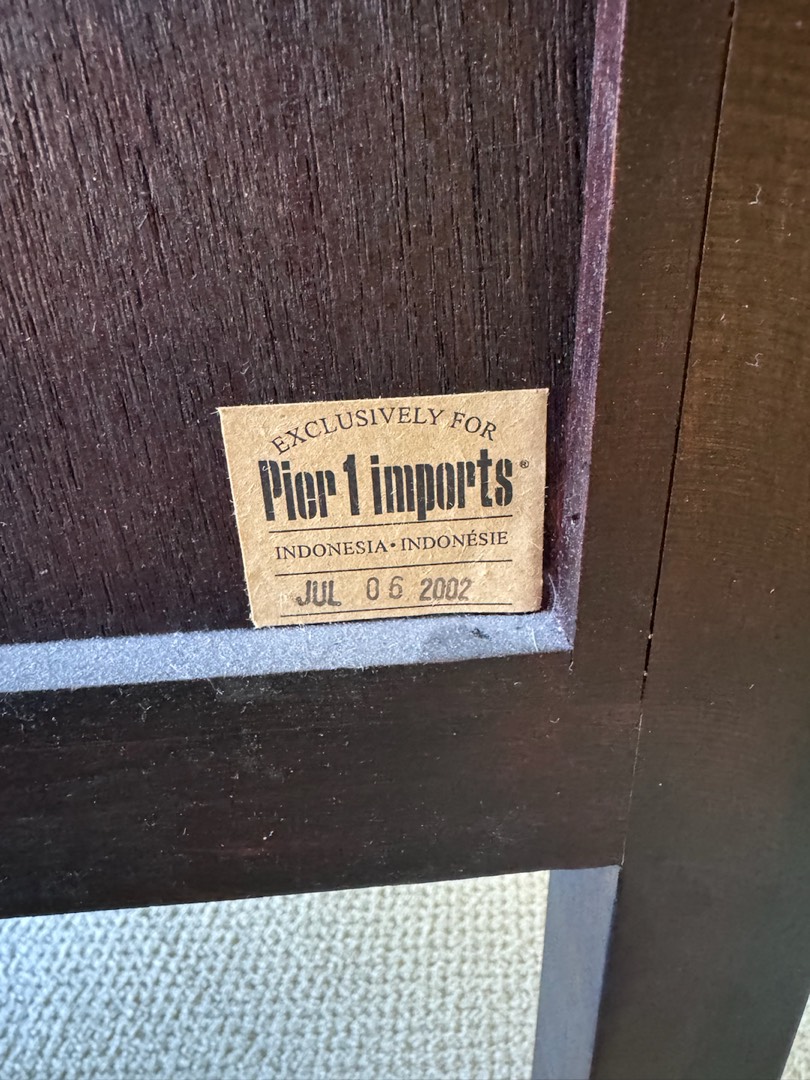 EXCLUSIVELY FOR
Pier 1 imports®
INDONESIA • INDONÉSIE
JUL 06 2002